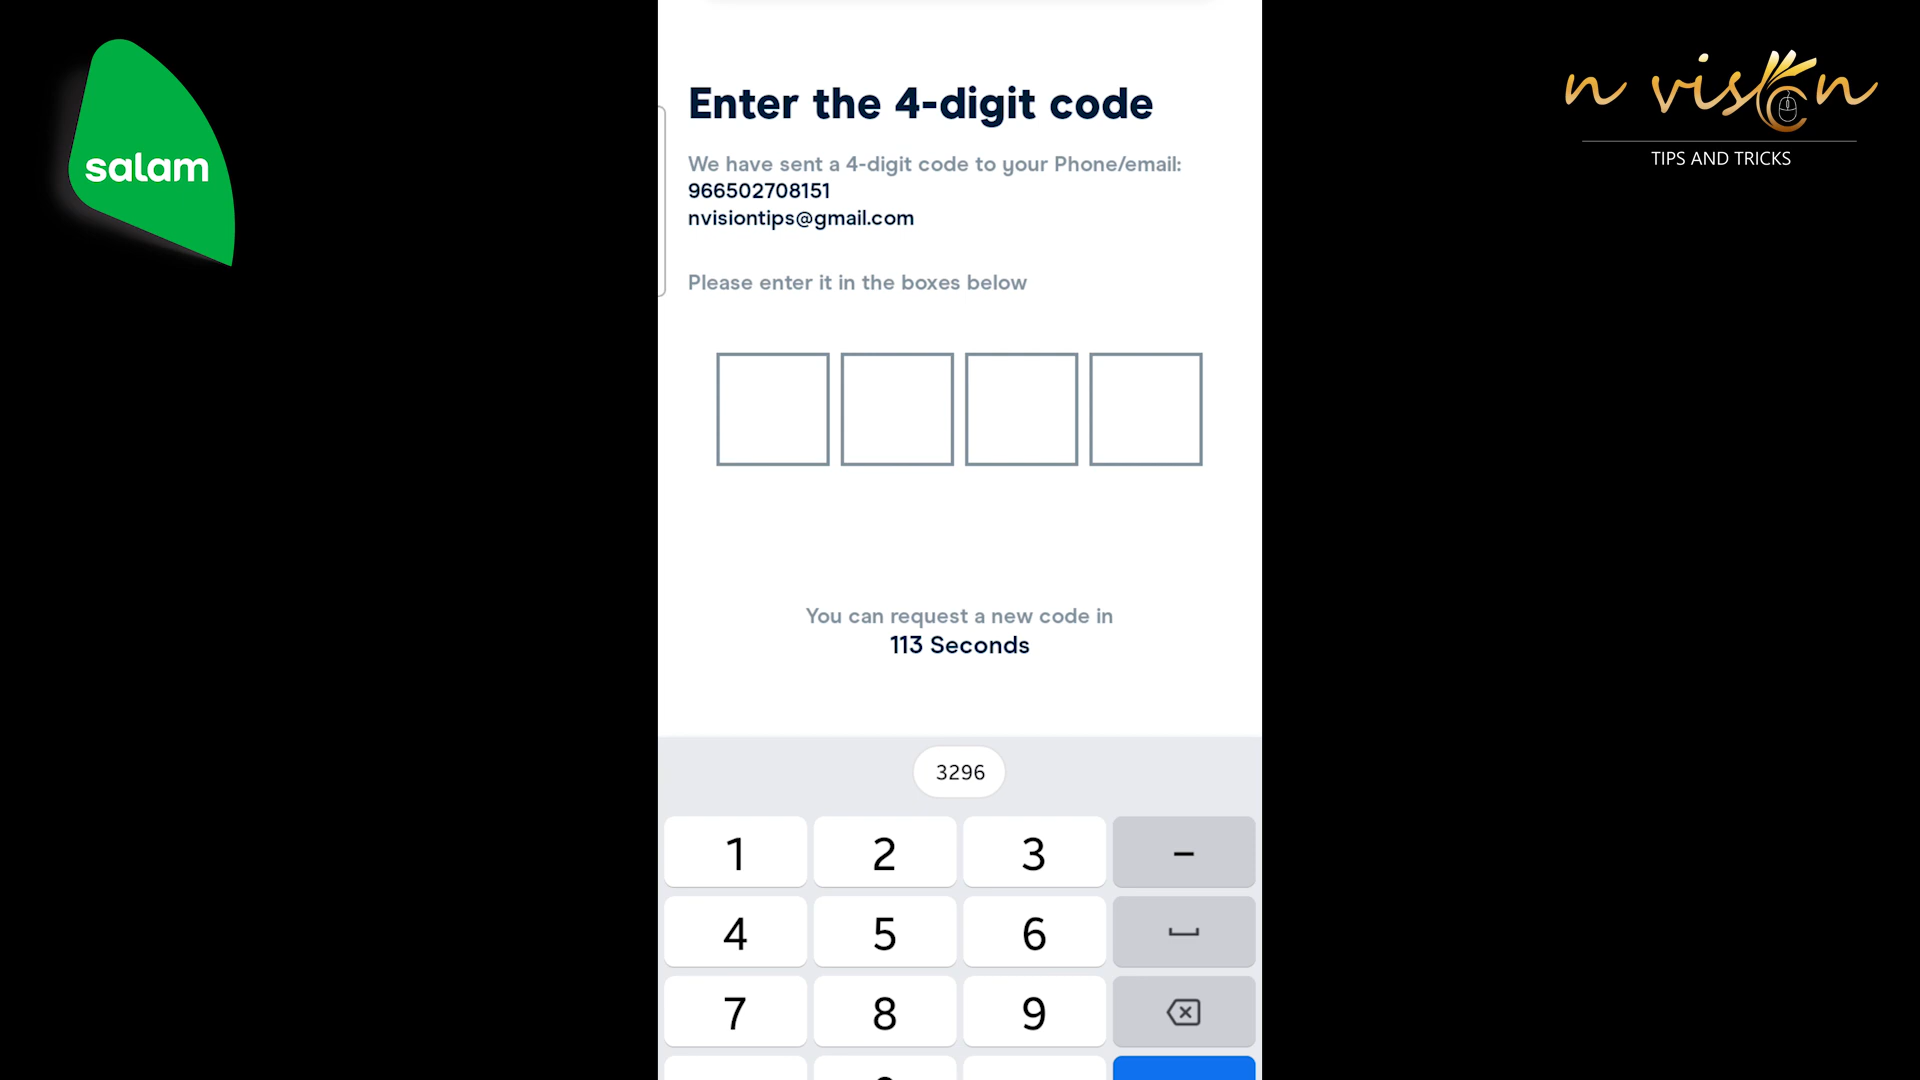 salam
n vision
TIPS AND TRICKS
Enter the 4-digit code
We have sent a 4-digit code to your Phone/email:
966502708151
nvisiontips@gmail.com
Please enter it in the boxes below
You can request a new code in
113 Seconds
3296
1 2 3 –
4 5 6
7 8 9